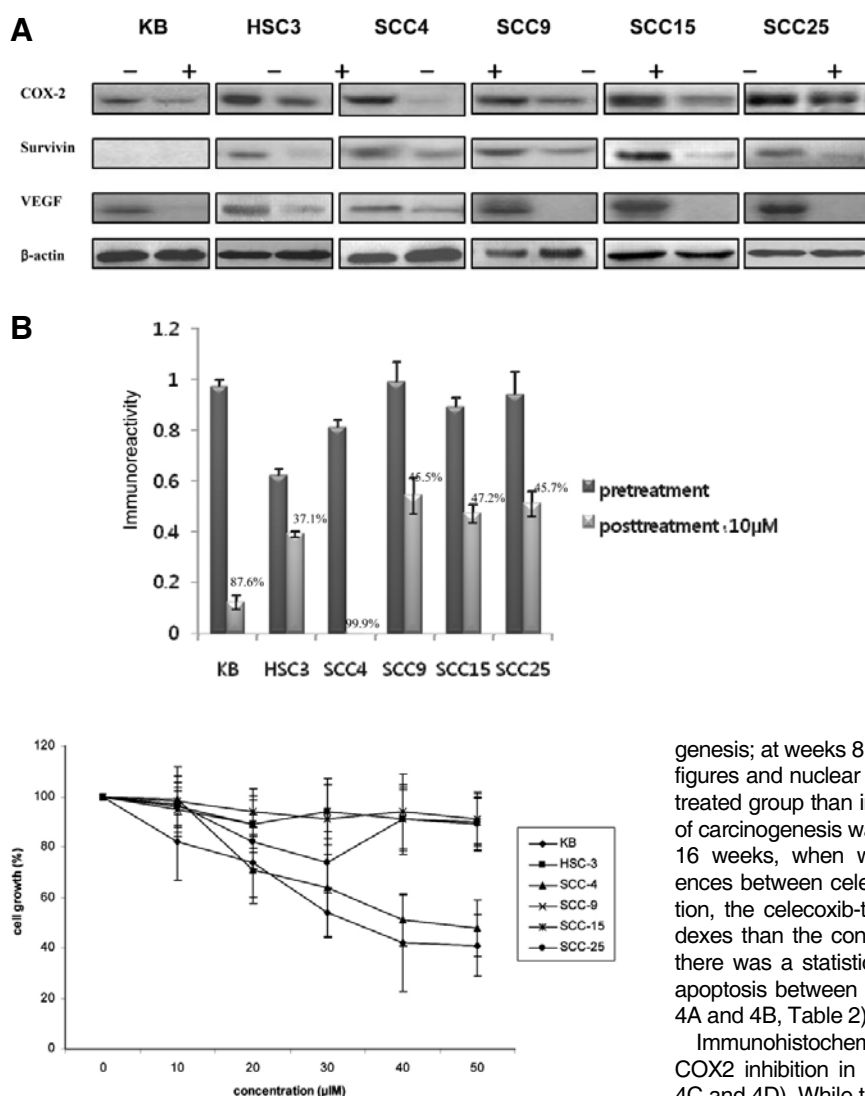 A
KB HSC3 SCC4 SCC9 SCC15 SCC25
− + − + − + − + − +
COX-2
Survivin
VEGF
β-actin
B
1.2
1
0.8
0.6
0.4
0.2
0
Immunoreactivity
87.6%
37.1%
99.9%
45.5%
47.2%
45.7%
KB HSC3 SCC4 SCC9 SCC15 SCC25
pretreatment
posttreatment 10µM
120
100
80
60
40
20
0
cell growth (%)
0 10 20 30 40 50
concentration (µM)
KB
HSC-3
SCC-4
SCC-9
SCC-15
SCC-25
genesis; at weeks 8
figures and nuclear
treated group than i
of carcinogenesis wa
16 weeks, when w
ences between cele
tion, the celecoxib-t
dexes than the con
there was a statistic
apoptosis between
4A and 4B, Table 2)
Immunohistochem
COX2 inhibition in
4C and 4D). While t